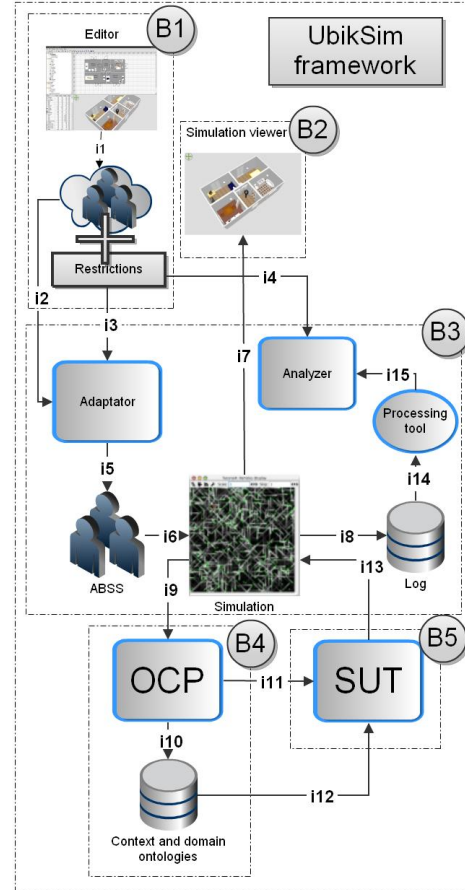 B1
Editor
UbikSim
framework
i1
B2
Simulation viewer
Restrictions
i4
i2
i3
B3
i7
Analyzer
i15
Adaptator
Processing
tool
i5
i14
i6
i8
ABSS
i9
i13
Log
Simulation
B4
B5
OCP
i11
SUT
i10
i12
Context and domain
ontologies